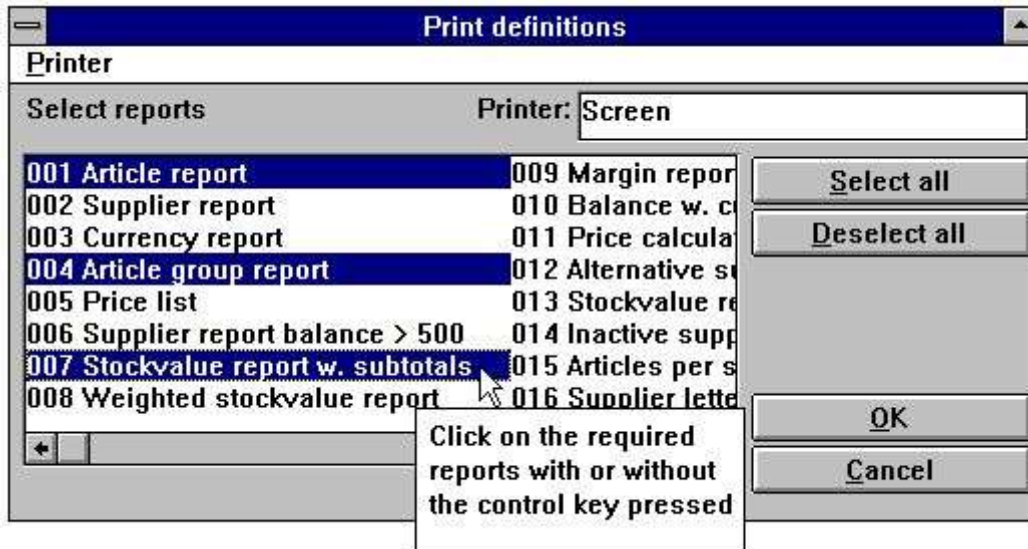 Print definitions
Printer
Select reports
Printer: Screen
001 Article report
002 Supplier report
003 Currency report
004 Article group report
005 Price list
006 Supplier report balance > 500
007 Stockvalue report w. subtotals
008 Weighted stockvalue report
009 Margin repor
010 Balance w. c
011 Price calcula
012 Alternative s
013 Stockvalue re
014 Inactive supp
015 Articles per s
016 Supplier lette
Select all
Deselect all
OK
Cancel
Click on the required
reports with or without
the control key pressed